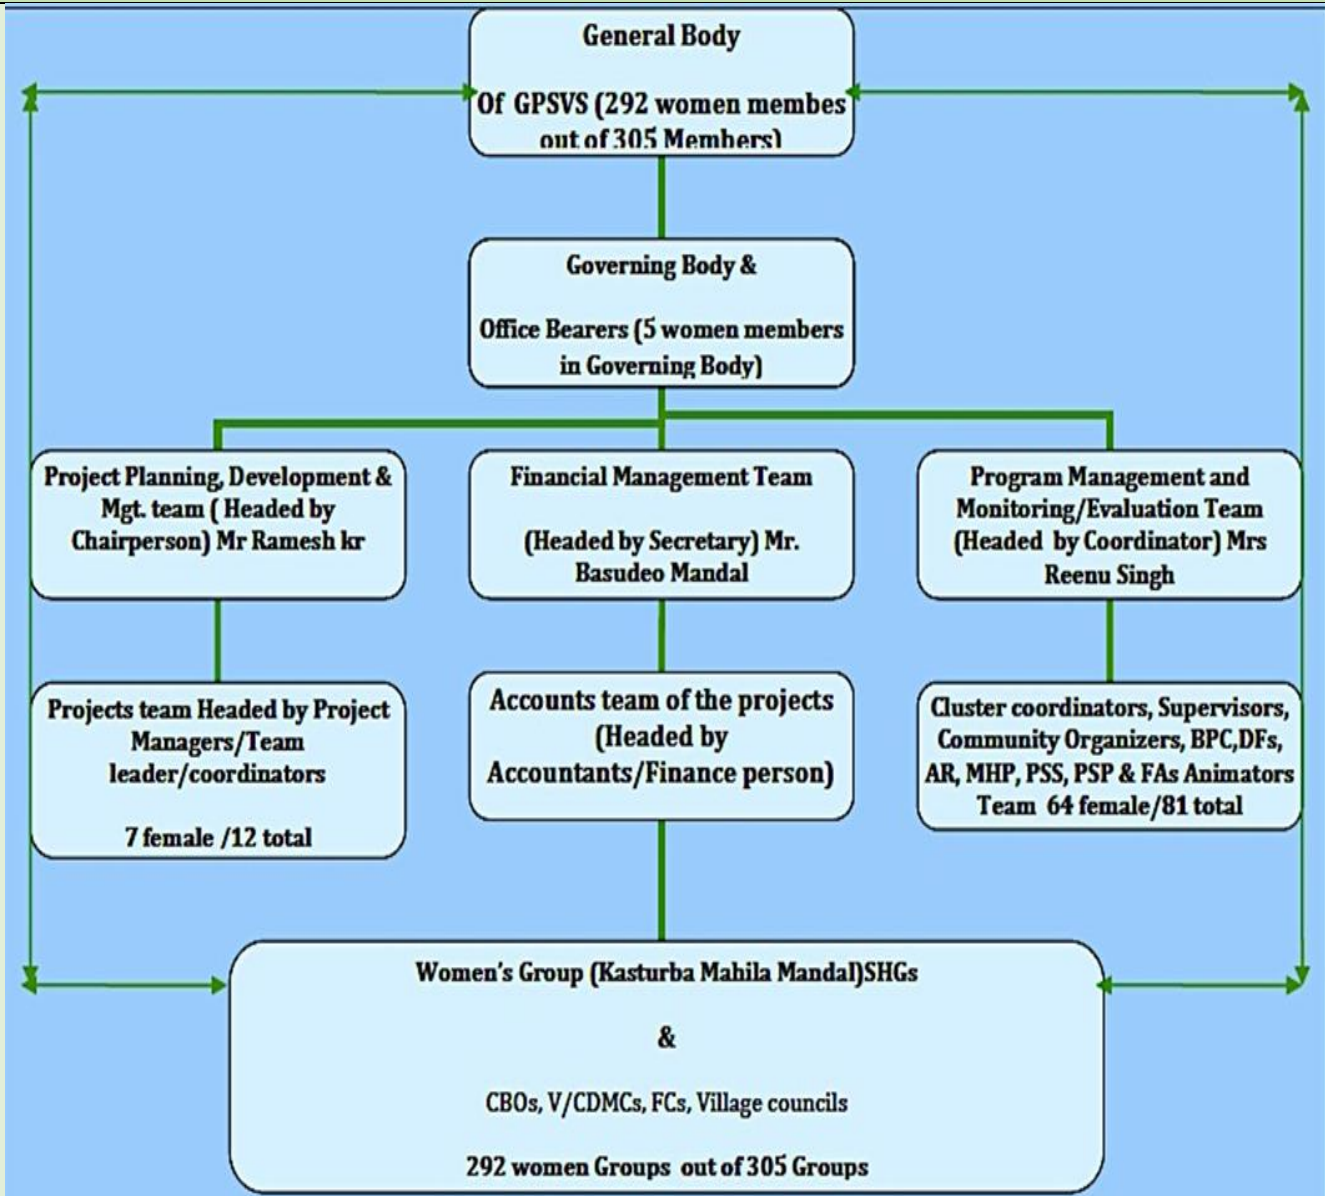 General Body
Of GPSVS (292 women membes
out of 305 Members)
Governing Body &
Office Bearers (5 women members
in Governing Body)
Project Planning, Development &
Mgt. team ( Headed by
Chairperson) Mr Ramesh kr
Financial Management Team
(Headed by Secretary) Mr.
Basudeo Mandal
Program Management and
Monitoring/Evaluation Team
(Headed by Coordinator) Mrs
Reenu Singh
Projects team Headed by Project
Managers/Team
leader/coordinators
7 female /12 total
Accounts team of the projects
(Headed by
Accountants/Finance person)
Cluster coordinators, Supervisors,
Community Organizers, BPC,DFs,
AR, MHP, PSS, PSP & FAs Animators
Team 64 female/81 total
Women's Group (Kasturba Mahila Mandal)SHGs
&
CBOs, V/CDMCs, FCs, Village councils
292 women Groups out of 305 Groups